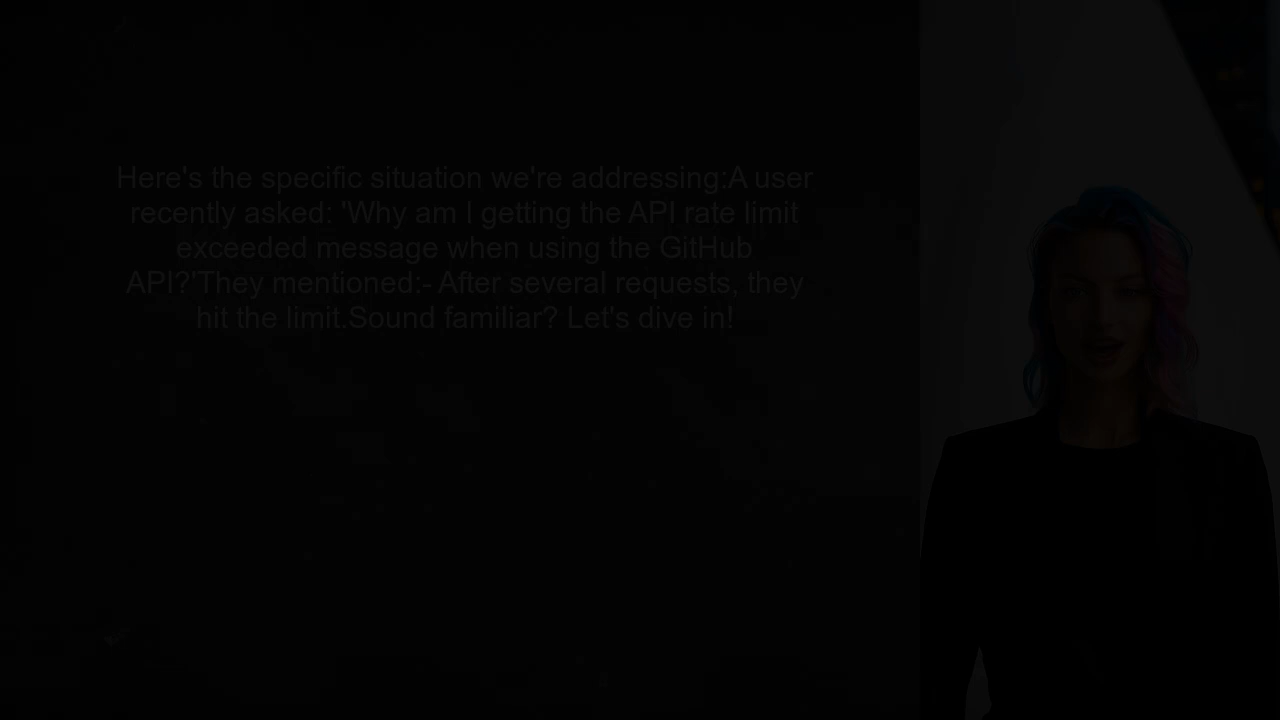 Here's the specific situation we're addressing:A user
recently asked: 'Why am I getting the API rate limit
exceeded message when using the GitHub
API?'They mentioned:- After several requests, they
hit the limit.Sound familiar? Let's dive in!